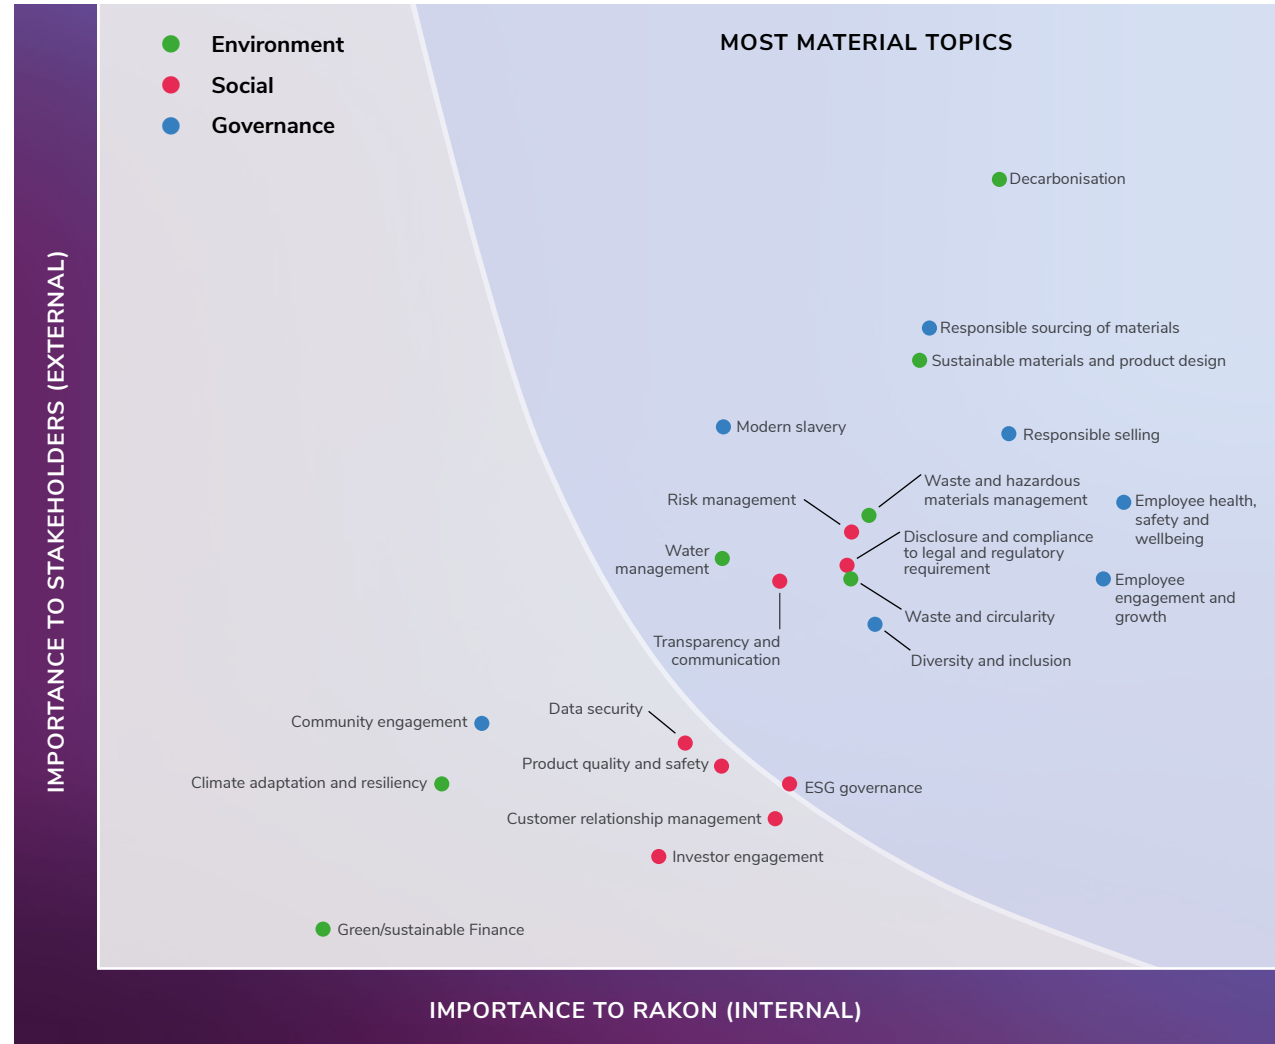 Environment
Social
Governance
MOST MATERIAL TOPICS
Decarbonisation
Responsible sourcing of materials
Sustainable materials and product design
Modern slavery
Responsible selling
Risk management
Waste and hazardous
materials management
Employee health,
safety and
wellbeing
Water
management
Disclosure and compliance
to legal and regulatory
requirement
Employee
engagement and
growth
Waste and circularity
Transparency and
communication
Diversity and inclusion
Community engagement
Data security
Product quality and safety
Climate adaptation and resiliency
ESG governance
Customer relationship management
Investor engagement
Green/sustainable Finance
IMPORTANCE TO STAKEHOLDERS (EXTERNAL)
IMPORTANCE TO RAKON (INTERNAL)